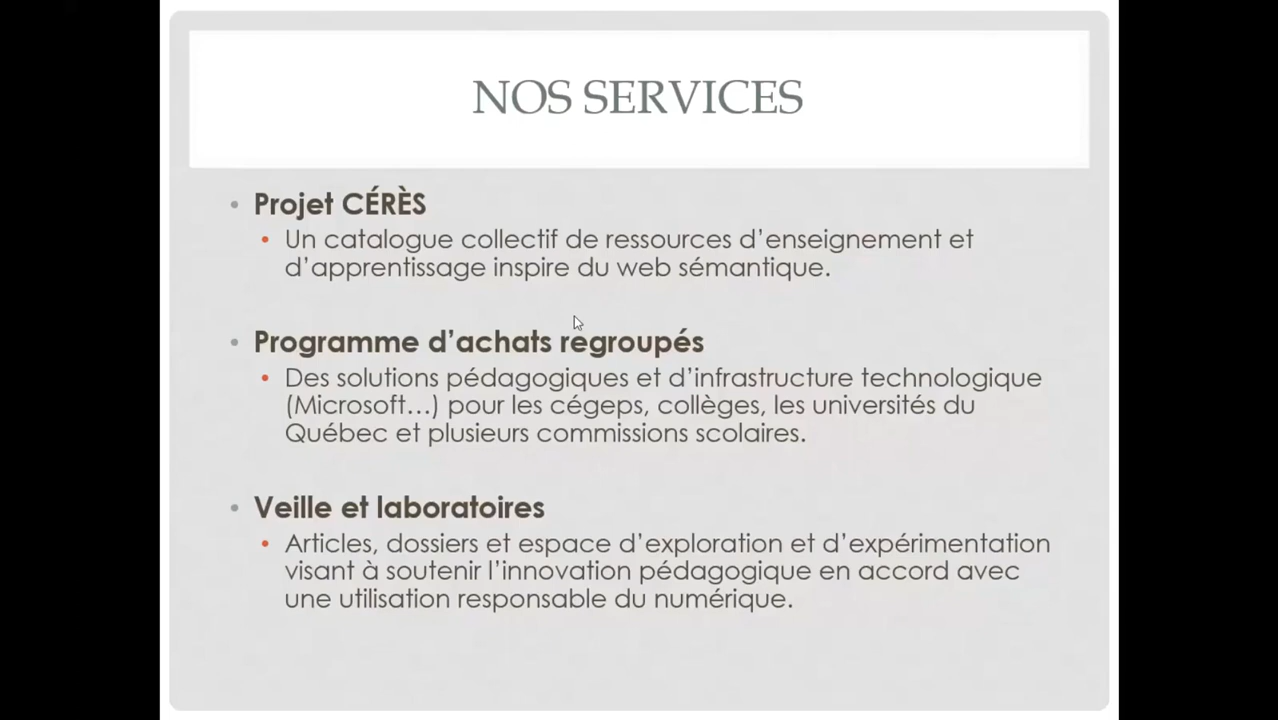 NOS SERVICES
• Projet CÉRÈS
• Un catalogue collectif de ressources d’enseignement et
d’apprentissage inspire du web sémantique.
• Programme d’achats regroupés
• Des solutions pédagogiques et d’infrastructure technologique
(Microsoft…) pour les cégeps, collèges, les universités du
Québec et plusieurs commissions scolaires.
• Veille et laboratoires
• Articles, dossiers et espace d’exploration et d’expérimentation
visant à soutenir l’innovation pédagogique en accord avec
une utilisation responsable du numérique.